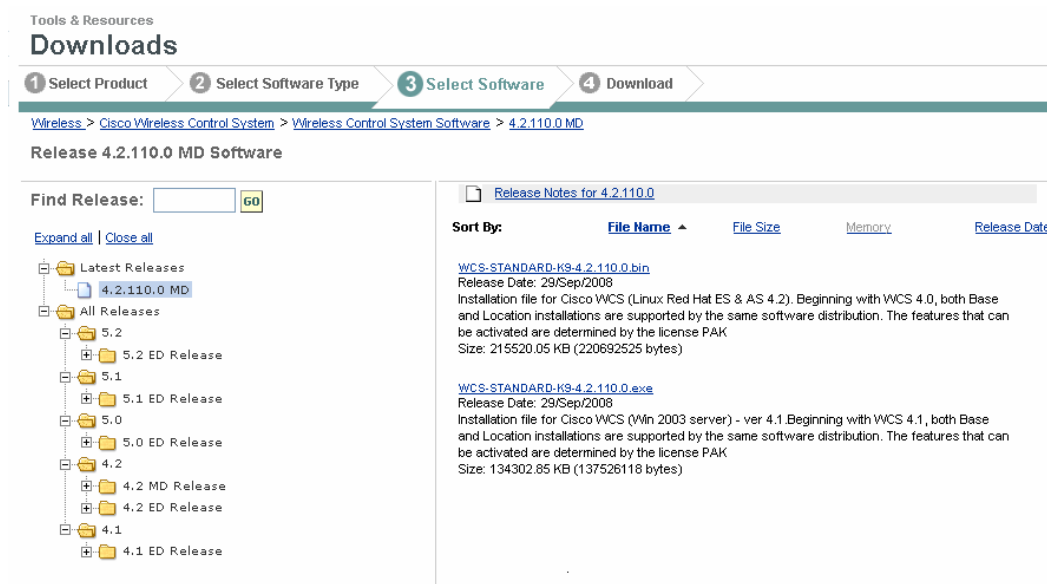 Tools & Resources
Downloads
1 Select Product 2 Select Software Type 3 Select Software 4 Download
Wireless > Cisco Wireless Control System > Wireless Control System Software > 4.2.110.0 MD
Release 4.2.110.0 MD Software
Find Release: GO
Expand all | Close all
Latest Releases
4.2.110.0 MD
All Releases
5.2
5.2 ED Release
5.1
5.1 ED Release
5.0
5.0 ED Release
4.2
4.2 MD Release
4.2 ED Release
4.1
4.1 ED Release
Release Notes for 4.2.110.0
Sort By: File Name File Size Memory Release Date
WCS-STANDARD-K9-4.2.110.0.bin
Release Date: 29/Sep/2008
Installation file for Cisco WCS (Linux Red Hat ES & AS 4.2). Beginning with WCS 4.0, both Base
and Location installations are supported by the same software distribution. The features that can
be activated are determined by the license PAK
Size: 215520.05 KB (220692525 bytes)
WCS-STANDARD-K9-4.2.110.0.exe
Release Date: 29/Sep/2008
Installation file for Cisco WCS (Win 2003 server) - ver 4.1.Beginning with WCS 4.1, both Base
and Location installations are supported by the same software distribution. The features that can
be activated are determined by the license PAK
Size: 134302.85 KB (137526118 bytes)